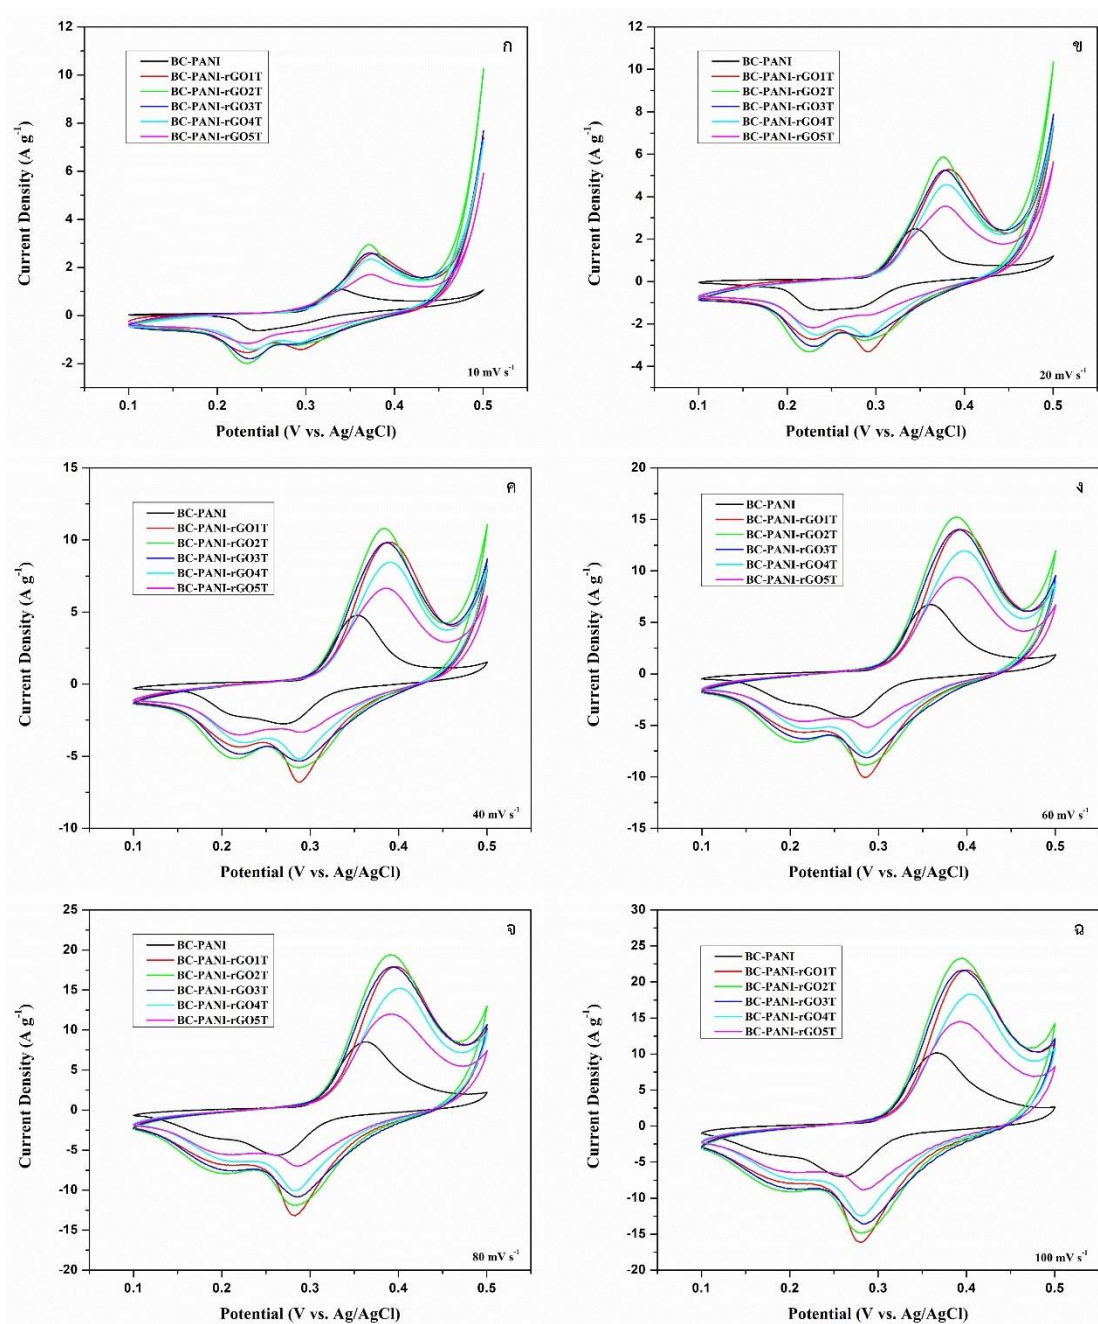 ก
BC-PANI
BC-PANI-rGO1T
BC-PANI-rGO2T
BC-PANI-rGO3T
BC-PANI-rGO4T
BC-PANI-rGO5T
12
10
8
6
4
2
0
-2
Current Density (A g⁻¹)
10 mV s⁻¹
0.1 0.2 0.3 0.4 0.5
Potential (V vs. Ag/AgCl)
ข
BC-PANI
BC-PANI-rGO1T
BC-PANI-rGO2T
BC-PANI-rGO3T
BC-PANI-rGO4T
BC-PANI-rGO5T
12
10
8
6
4
2
0
-2
-4
Current Density (A g⁻¹)
20 mV s⁻¹
0.1 0.2 0.3 0.4 0.5
Potential (V vs. Ag/AgCl)
ค
BC-PANI
BC-PANI-rGO1T
BC-PANI-rGO2T
BC-PANI-rGO3T
BC-PANI-rGO4T
BC-PANI-rGO5T
15
10
5
0
-5
-10
Current Density (A g⁻¹)
40 mV s⁻¹
0.1 0.2 0.3 0.4 0.5
Potential (V vs. Ag/AgCl)
ง
BC-PANI
BC-PANI-rGO1T
BC-PANI-rGO2T
BC-PANI-rGO3T
BC-PANI-rGO4T
BC-PANI-rGO5T
20
15
10
5
0
-5
-10
-15
Current Density (A g⁻¹)
60 mV s⁻¹
0.1 0.2 0.3 0.4 0.5
Potential (V vs. Ag/AgCl)
จ
BC-PANI
BC-PANI-rGO1T
BC-PANI-rGO2T
BC-PANI-rGO3T
BC-PANI-rGO4T
BC-PANI-rGO5T
25
20
15
10
5
0
-5
-10
-15
-20
Current Density (A g⁻¹)
80 mV s⁻¹
0.1 0.2 0.3 0.4 0.5
Potential (V vs. Ag/AgCl)
ฉ
BC-PANI
BC-PANI-rGO1T
BC-PANI-rGO2T
BC-PANI-rGO3T
BC-PANI-rGO4T
BC-PANI-rGO5T
30
25
20
15
10
5
0
-5
-10
-15
-20
Current Density (A g⁻¹)
100 mV s⁻¹
0.1 0.2 0.3 0.4 0.5
Potential (V vs. Ag/AgCl)